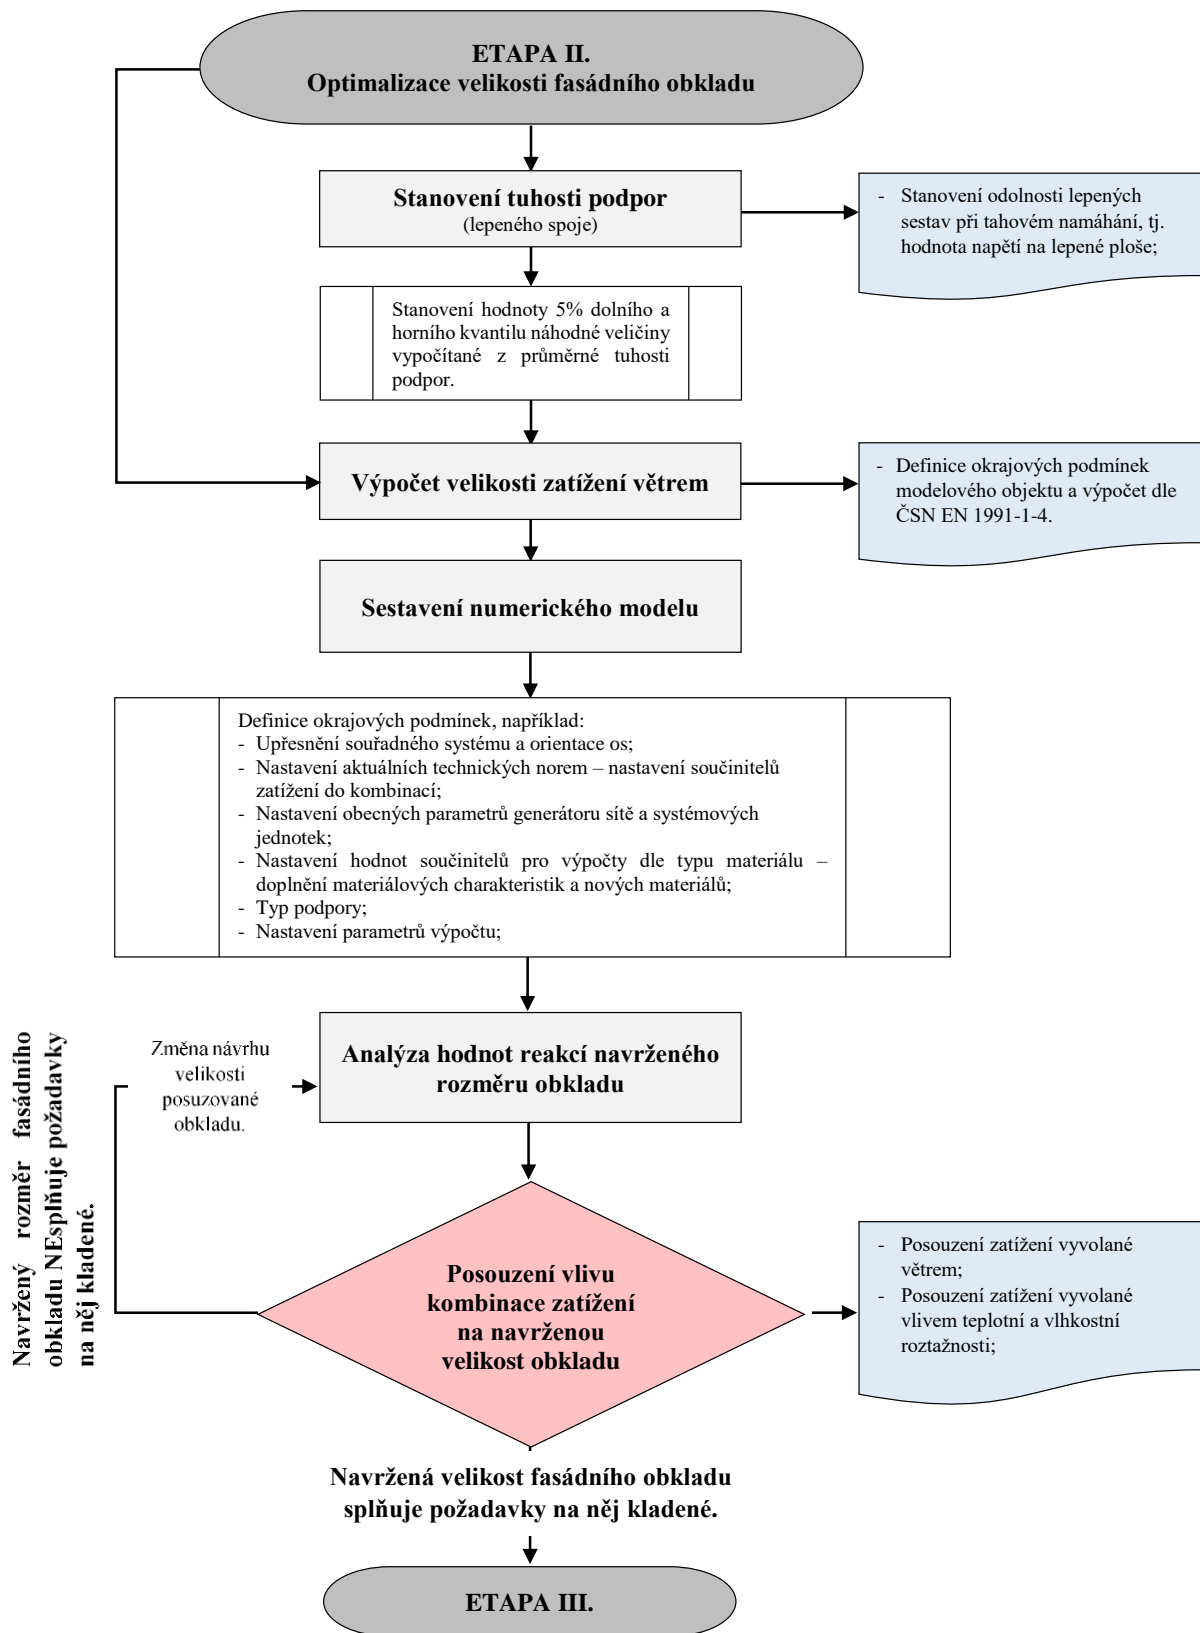 ETAPA II.
Optimalizace velikosti fasádního obkladu
Stanovení tuhosti podpor
(lepeného spoje)
- Stanovení odolnosti lepených
sestav při tahovém namáhání, tj.
hodnota napětí na lepené ploše;
Stanovení hodnoty 5% dolního a
horního kvantilu náhodné veličiny
vypočítané z průměrné tuhosti
podpor.
Výpočet velikosti zatížení větrem
- Definice okrajových podmínek
modelového objektu a výpočet dle
ČSN EN 1991-1-4.
Sestavení numerického modelu
Definice okrajových podmínek, například:
- Upřesnění souřadného systému a orientace os;
- Nastavení aktuálních technických norem – nastavení součinitelů
zatížení do kombinací;
- Nastavení obecných parametrů generátoru sítě a systémových
jednotek;
- Nastavení hodnot součinitelů pro výpočty dle typu materiálu –
doplnění materiálových charakteristik a nových materiálů;
- Typ podpory;
- Nastavení parametrů výpočtu;
Analýza hodnot reakcí navrženého
rozměru obkladu
Změna návrhu
velikosti
posuzované
obkladu.
Navržený rozměr fasádního
obkladu NEsplňuje požadavky
na něj kladené.
Posouzení vlivu
kombinace zatížení
na navrženou
velikost obkladu
- Posouzení zatížení vyvolané
větrem;
- Posouzení zatížení vyvolané
vlivem teplotní a vlhkostní
roztažnosti;
Navržená velikost fasádního obkladu
splňuje požadavky na něj kladené.
ETAPA III.